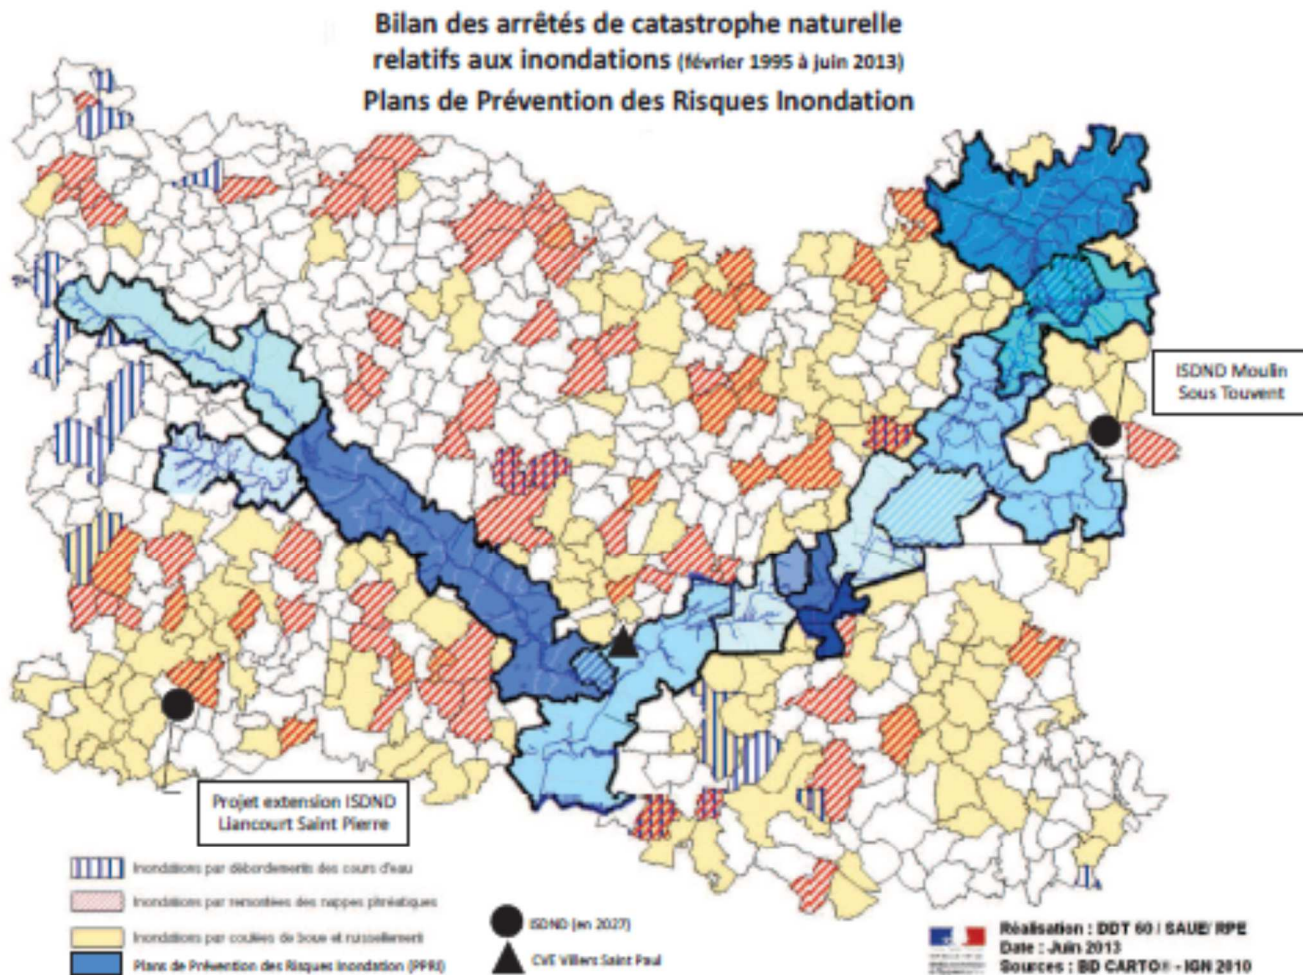 Bilan des arrêtés de catastrophe naturelle
relatifs aux inondations (février 1995 à juin 2013)
Plans de Prévention des Risques Inondation
ISDND Moulin
Sous Touvent
Projet extension ISDND
Liancourt Saint Pierre
Inondations par débordements des cours d'eau
Inondations par remontées des nappes phréatiques
Inondations par coulées de boue et ruissellement
Plans de Prévention des Risques Inondation (PPRI)
ISDND (en 2027)
CVE Villers Saint Paul
Réalisation : DDT 60 / SAUE/ RPE
Date : Juin 2013
Sources : BD CARTO® - IGN 2010